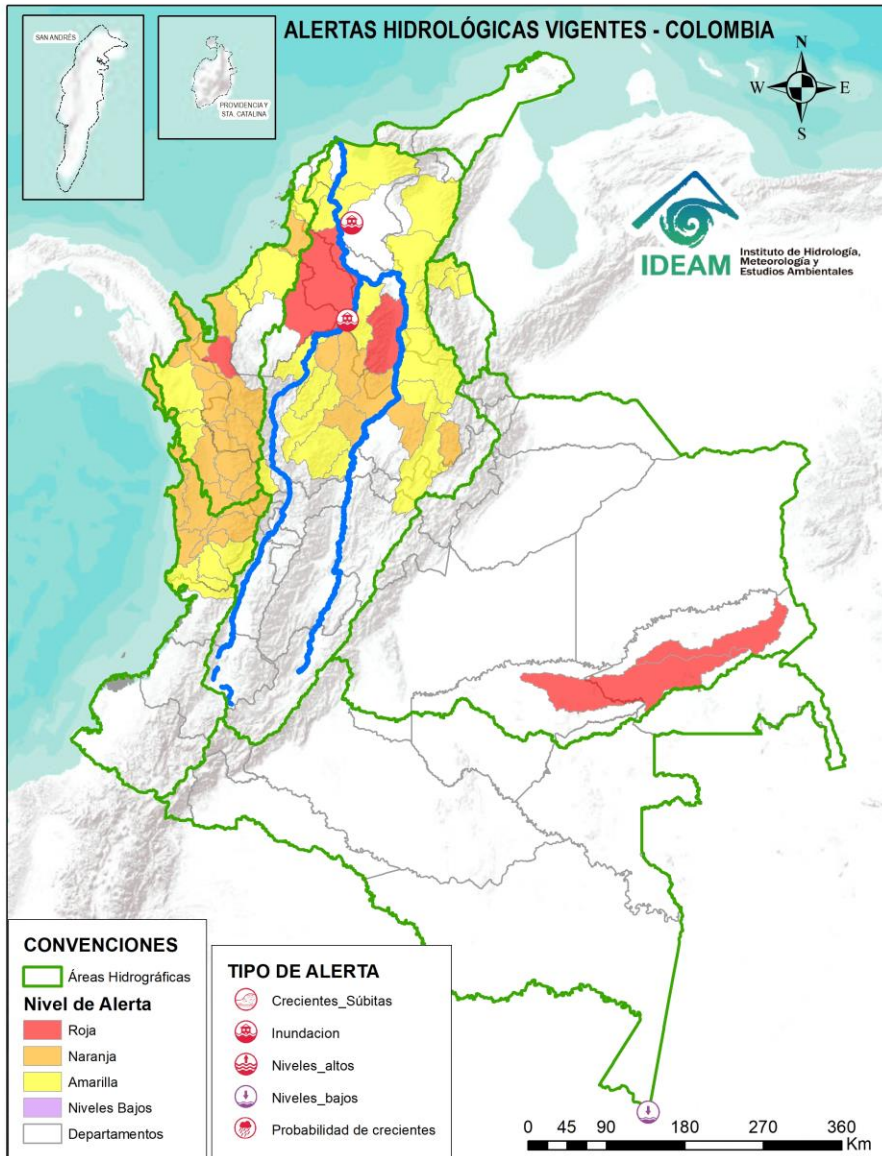 ALERTAS HIDROLÓGICAS VIGENTES - COLOMBIA
SAN ANDRÉS
PROVIDENCIA Y
STA. CATALINA
N
W
E
S
IDEAM
Instituto de Hidrología,
Meteorología y
Estudios Ambientales
CONVENCIONES
Áreas Hidrográficas
Nivel de Alerta
Roja
Naranja
Amarilla
Niveles Bajos
Departamentos
TIPO DE ALERTA
Crecientes_Súbitas
Inundacion
Niveles_altos
Niveles_bajos
Probabilidad de crecientes
0 45 90 180 270 360
Km